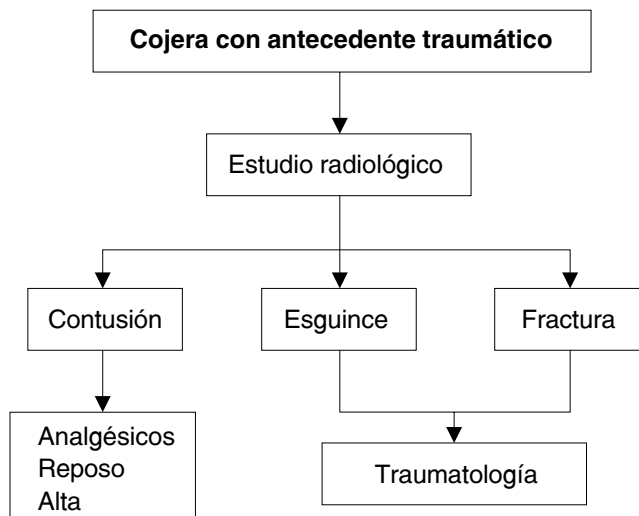 Cojera con antecedente traumático
Estudio radiológico
Contusión
Esguince
Fractura
Analgésicos
Reposo
Alta
Traumatología